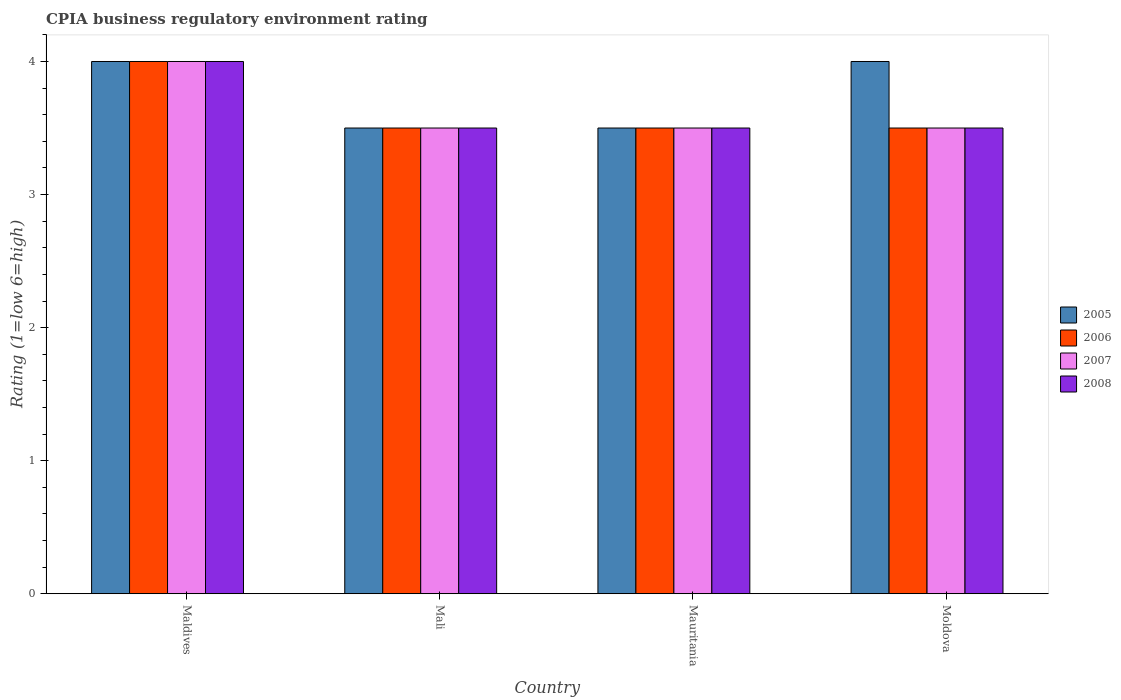 CPIA business regulatory environment rating
Rating (1=low 6=high)
4
3
2
1
0
Maldives
Mali
Mauritania
Moldova
Country
2005
2006
2007
2008